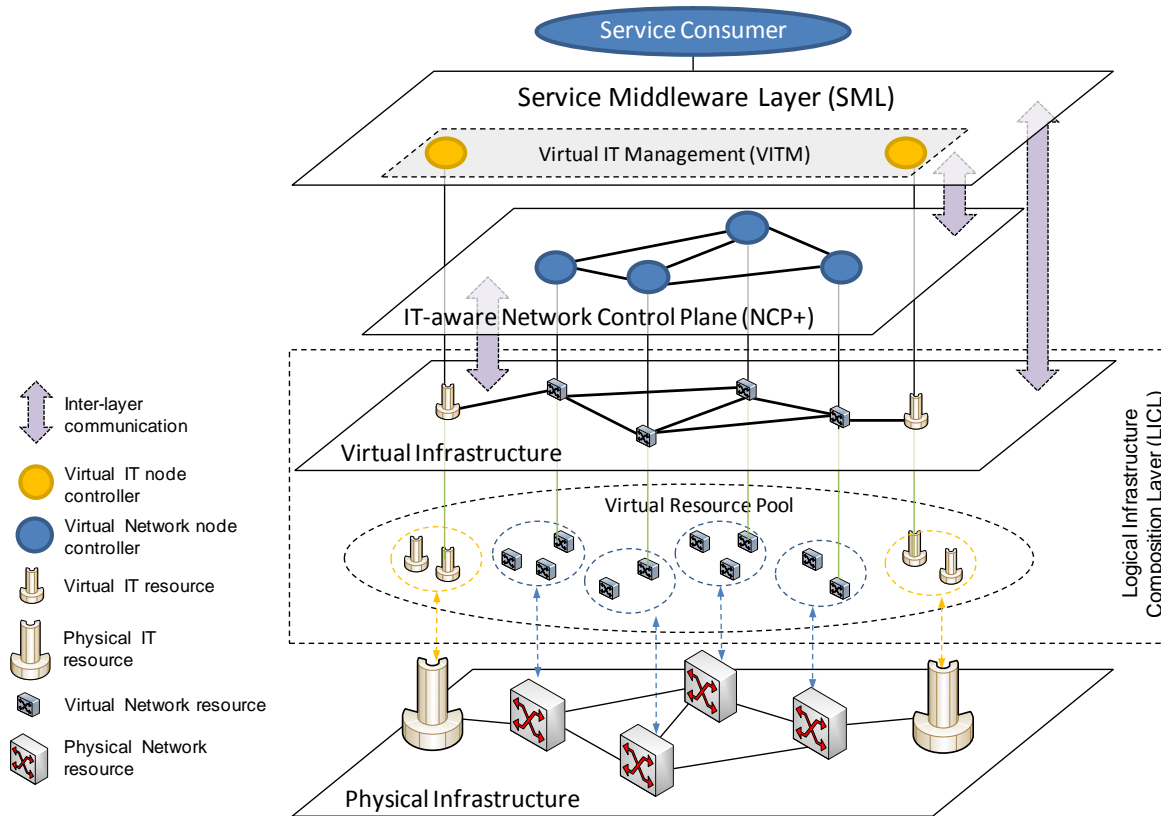 Service Consumer
Service Middleware Layer (SML)
Virtual IT Management (VITM)
IT-aware Network Control Plane (NCP+)
Virtual Infrastructure
Virtual Resource Pool
Logical Infrastructure
Composition Layer (LICL)
Physical Infrastructure
Inter-layer
communication
Virtual IT node
controller
Virtual Network node
controller
Virtual IT resource
Physical IT
resource
Virtual Network resource
Physical Network
resource